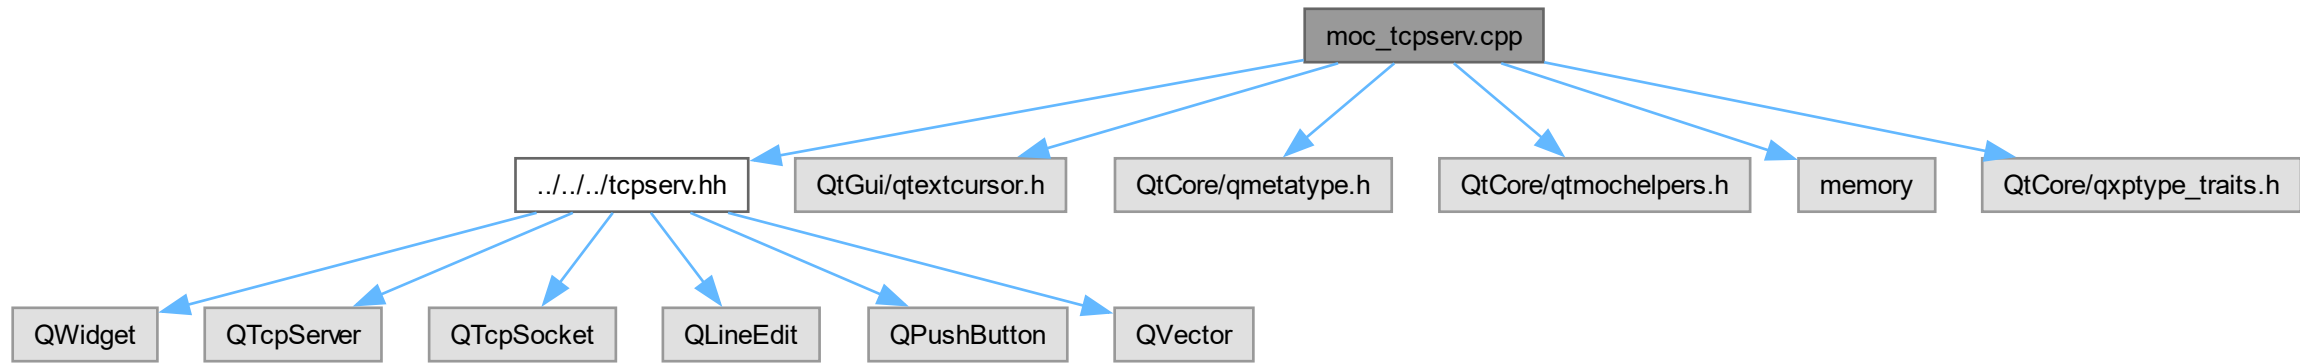 moc_tcpserv.cpp
../../../tcpserv.hh
QtGui/qtextcursor.h
QtCore/qmetatype.h
QtCore/qtmochelpers.h
memory
QtCore/qxptype_traits.h
QWidget
QTcpServer
QTcpSocket
QLineEdit
QPushButton
QVector